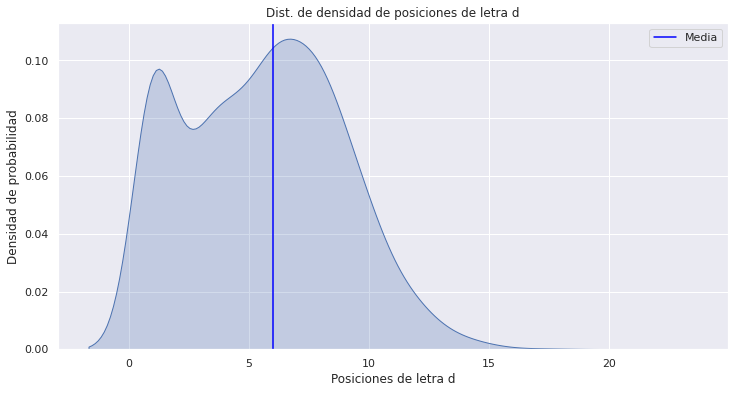 Dist. de densidad de posiciones de letra d
Media
Densidad de probabilidad
0.10
0.08
0.06
0.04
0.02
0.00
0 5 10 15 20
Posiciones de letra d